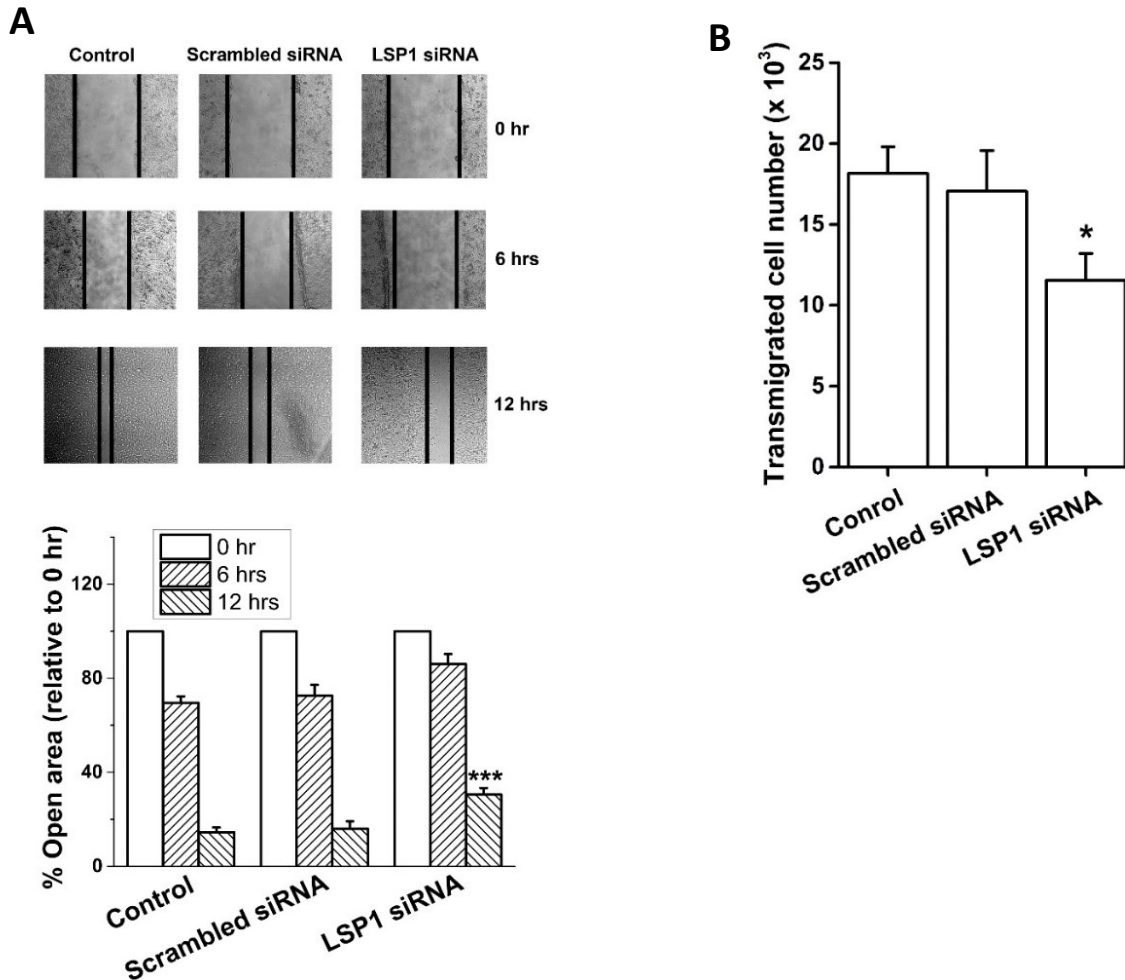 A
Control Scrambled siRNA LSP1 siRNA
0 hr
6 hrs
12 hrs
% Open area (relative to 0 hr)
120
80
40
0
0 hr
6 hrs
12 hrs
***
Control
Scrambled siRNA
LSP1 siRNA
B
Transmigrated cell number (x 10³)
25
20
15
10
5
0
*
Conrol
Scrambled siRNA
LSP1 siRNA